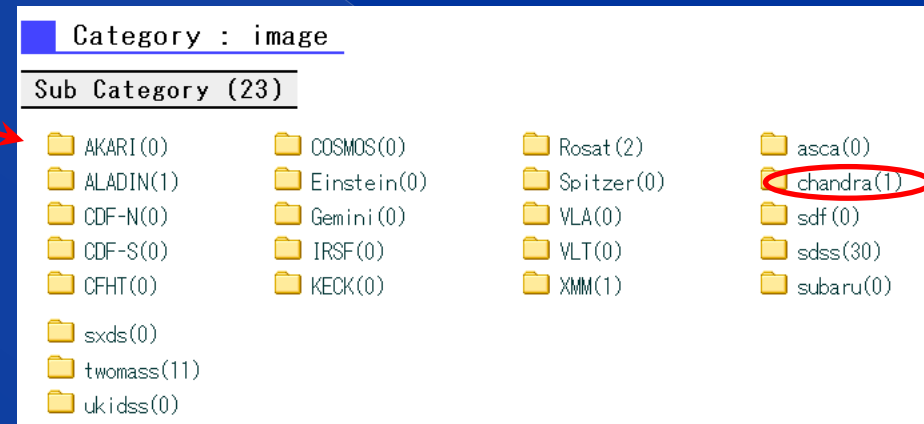 Category : image
Sub Category (23)
AKARI(0) COSMOS(0) Rosat(2) asca(0)
ALADIN(1) Einstein(0) Spitzer(0) chandra(1)
CDF-N(0) Gemini(0) VLA(0) sdf(0)
CDF-S(0) IRSF(0) VLT(0) sdss(30)
CFHT(0) KECK(0) XMM(1) subaru(0)
sxds(0)
twomass(11)
ukidss(0)